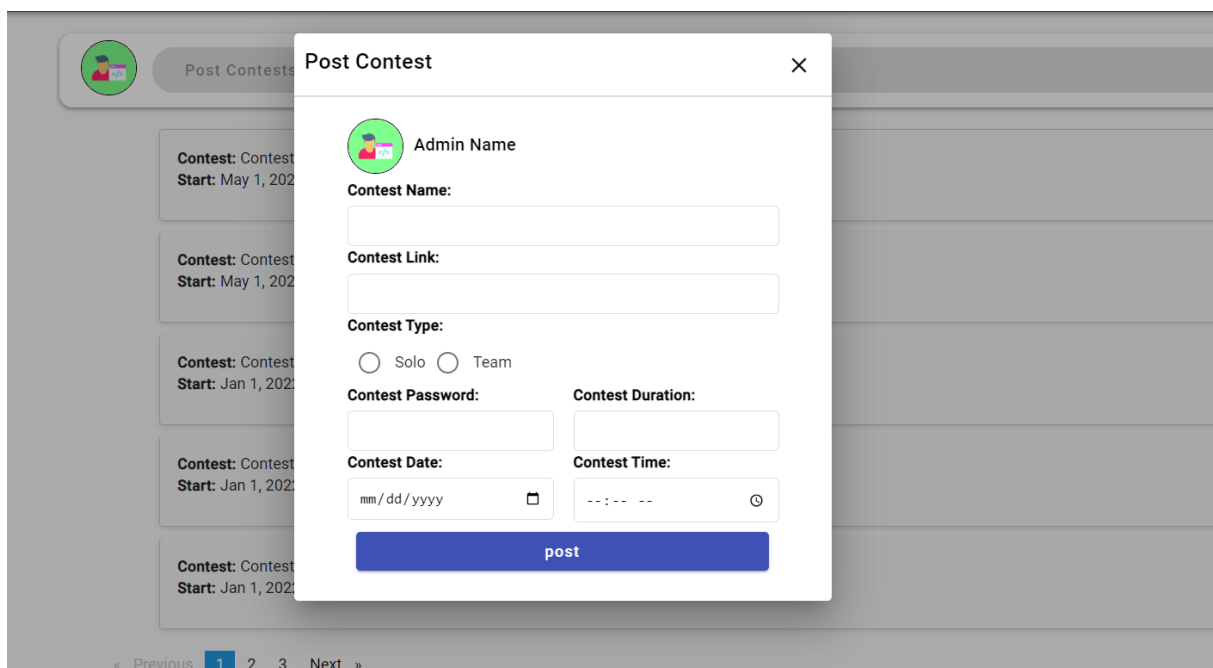 Post Contests
Post Contest
Admin Name
Contest Name:
Contest Link:
Contest Type:
Solo Team
Contest Password: Contest Duration:
Contest Date: Contest Time:
mm/dd/yyyy --:-- --
post
Contest: Contest
Start: May 1, 202
Contest: Contest
Start: May 1, 202
Contest: Contest
Start: Jan 1, 202
Contest: Contest
Start: Jan 1, 202
Contest: Contest
Start: Jan 1, 202
« Previous 1 2 3 Next »